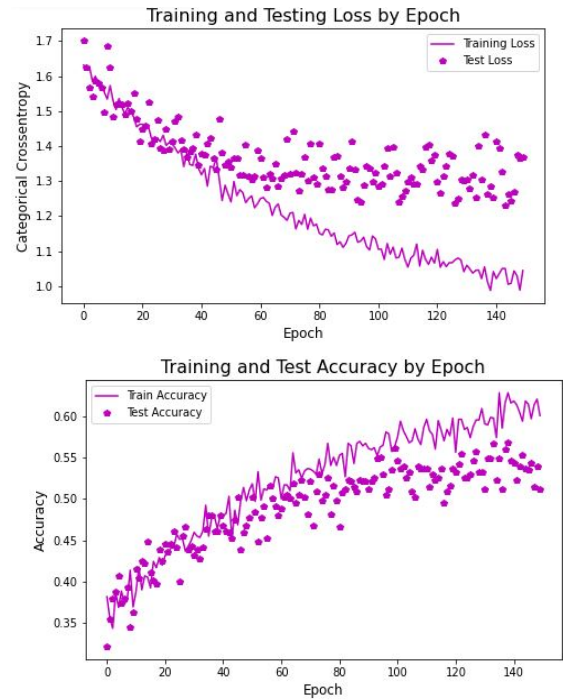 Training and Testing Loss by Epoch
1.7
1.6
1.5
1.4
1.3
1.2
1.1
1.0
Categorical Crossentropy
Training Loss
Test Loss
0 20 40 60 80 100 120 140
Epoch
Training and Test Accuracy by Epoch
Train Accuracy
Test Accuracy
0.60
0.55
0.50
0.45
0.40
0.35
Accuracy
0 20 40 60 80 100 120 140
Epoch